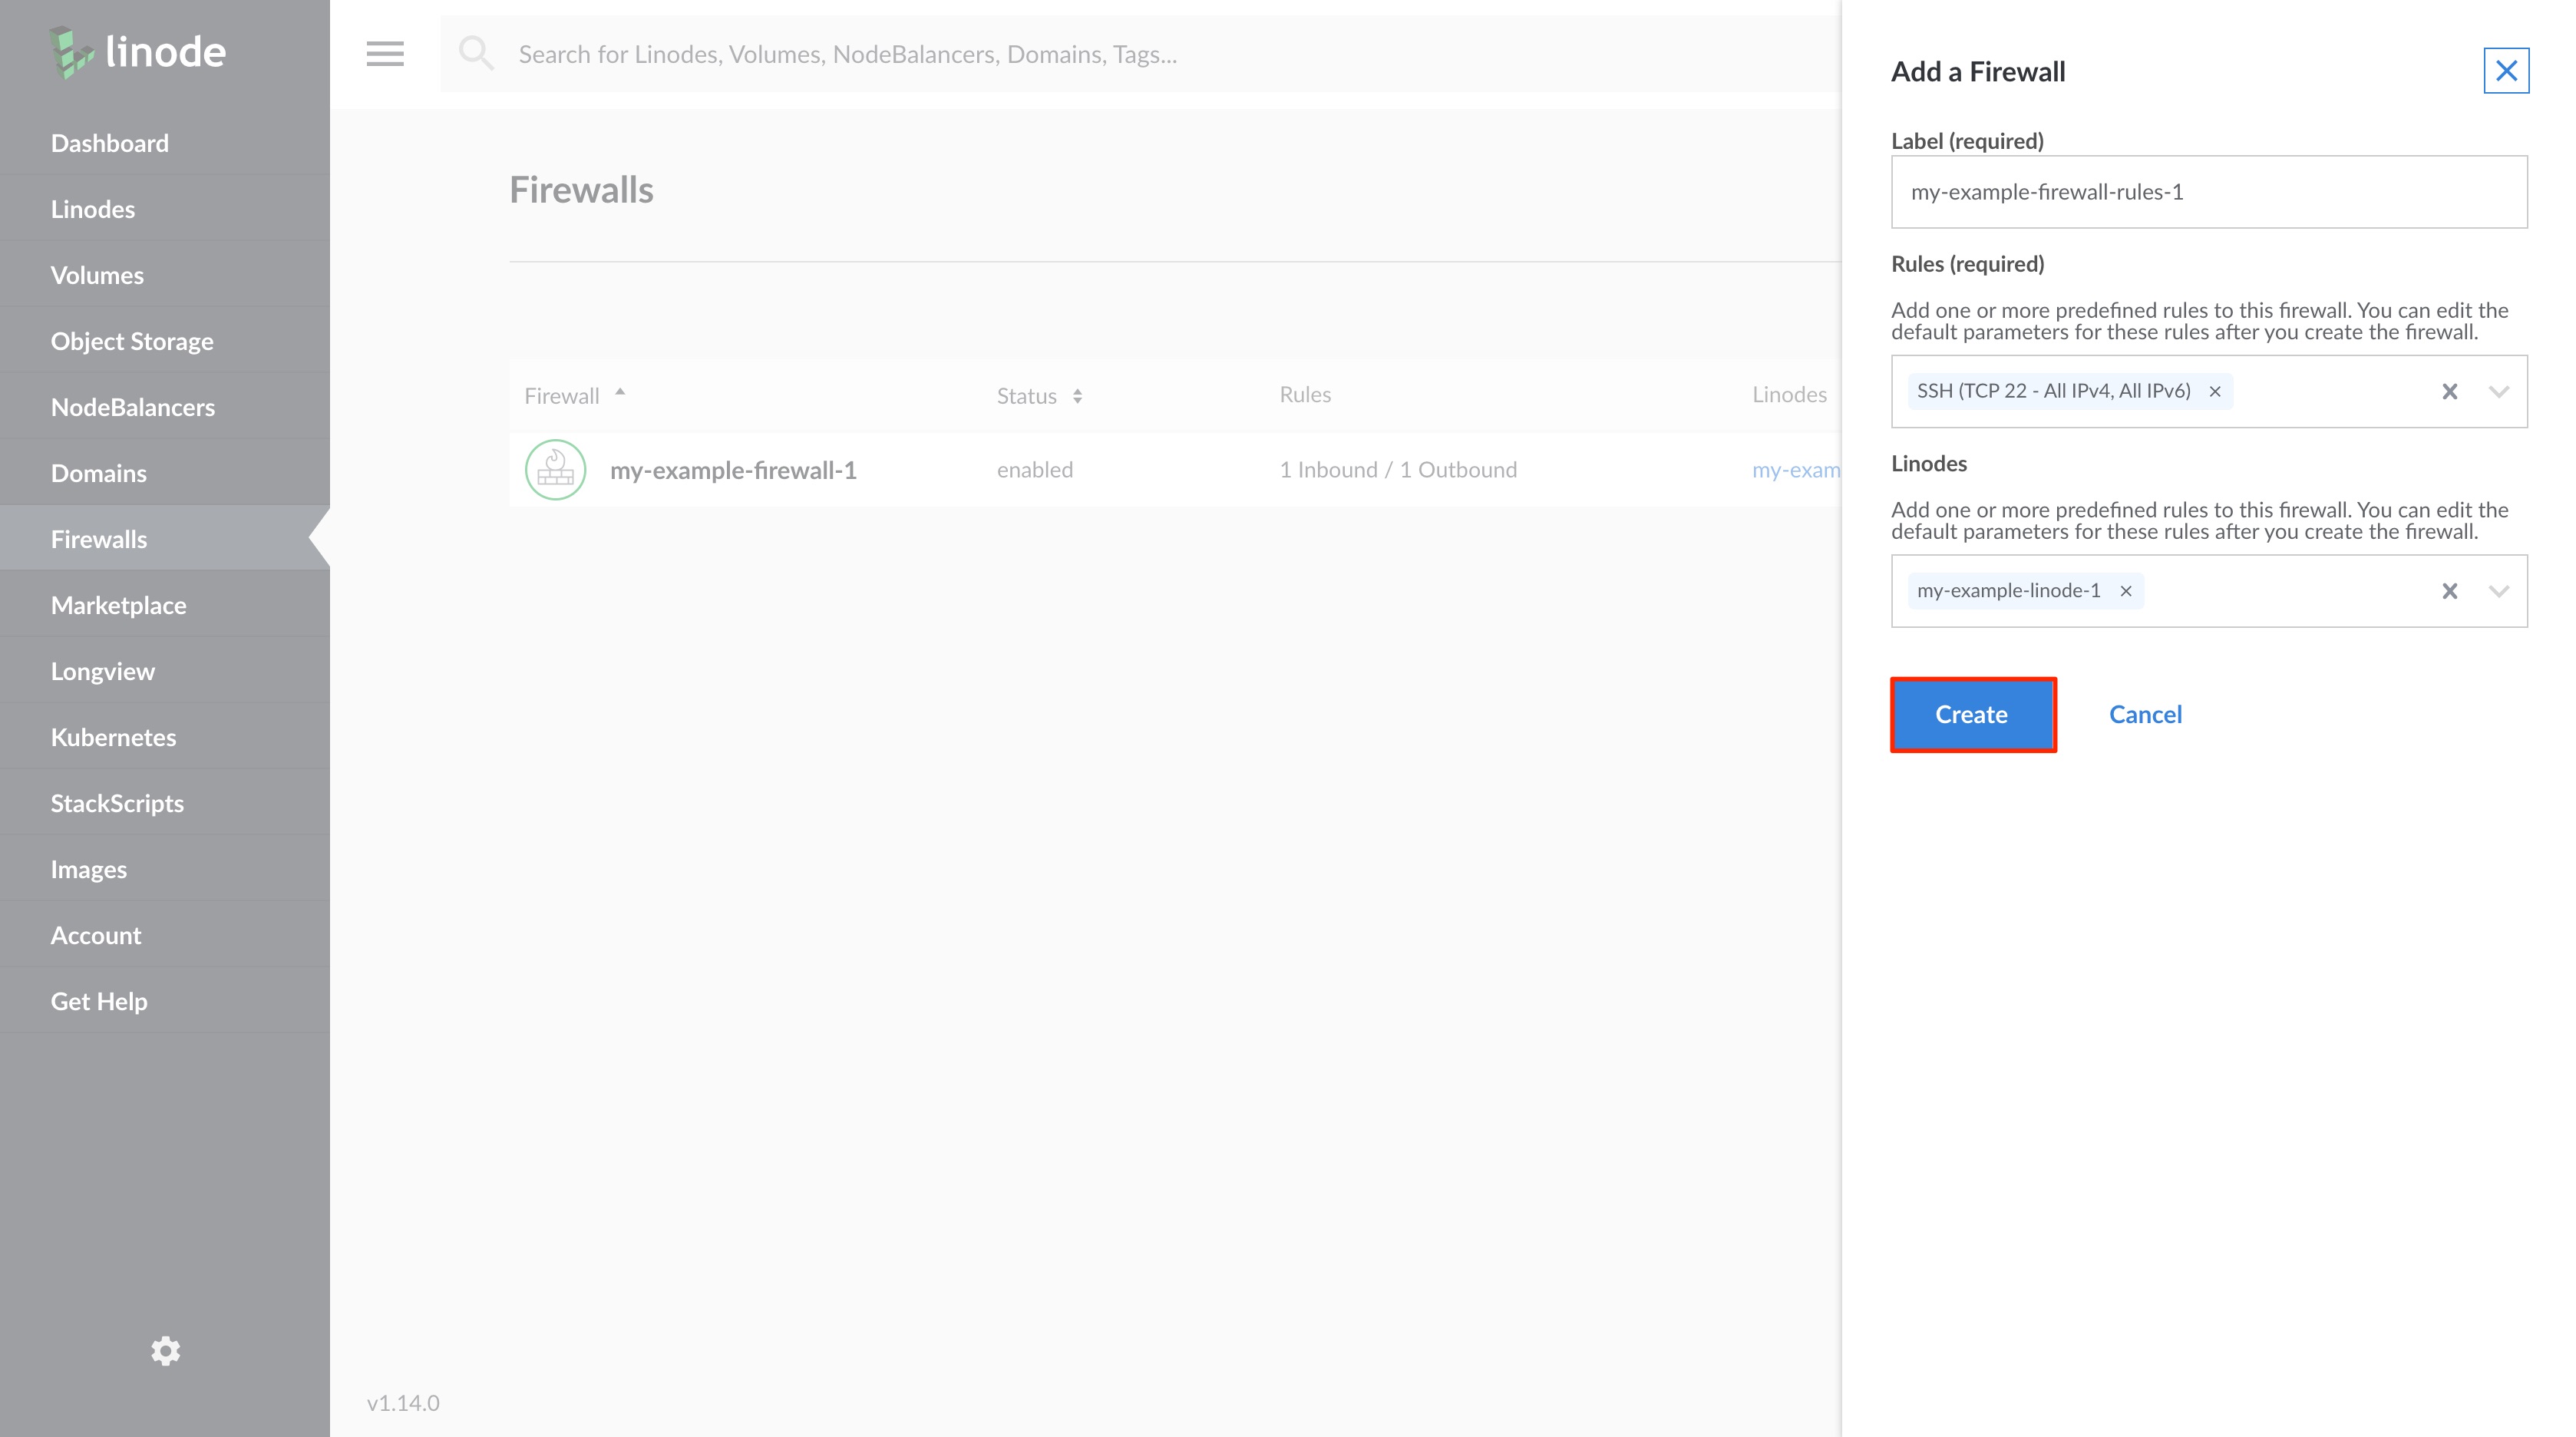 linode
Dashboard
Linodes
Volumes
Object Storage
NodeBalancers
Domains
Firewalls
Marketplace
Longview
Kubernetes
StackScripts
Images
Account
Get Help
Search for Linodes, Volumes, NodeBalancers, Domains, Tags...
Firewalls
Firewall Status Rules Linodes
my-example-firewall-1 enabled 1 Inbound / 1 Outbound my-exam
v1.14.0
Add a Firewall
Label (required)
my-example-firewall-rules-1
Rules (required)
Add one or more predefined rules to this firewall. You can edit the
default parameters for these rules after you create the firewall.
SSH (TCP 22 - All IPv4, All IPv6)
Linodes
Add one or more predefined rules to this firewall. You can edit the
default parameters for these rules after you create the firewall.
my-example-linode-1
Create Cancel